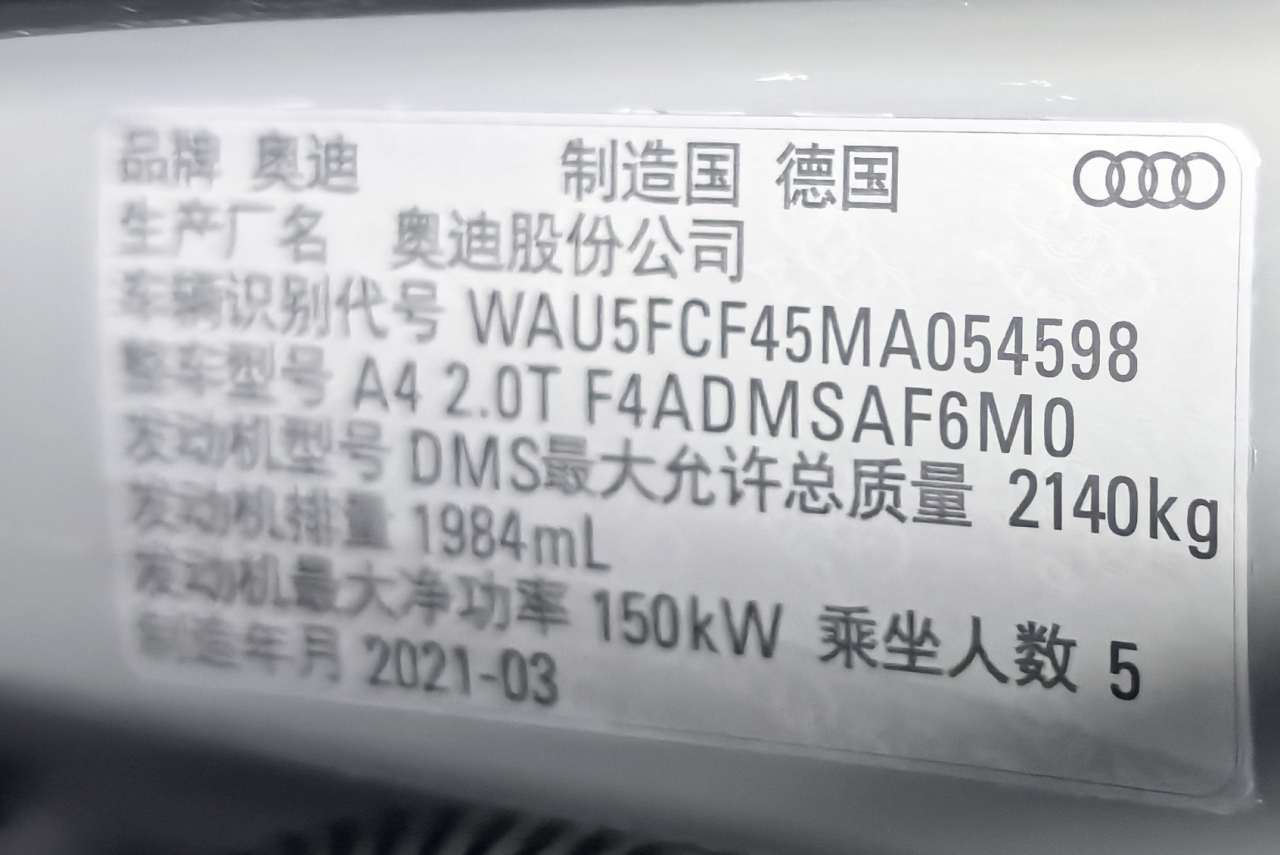 品牌 奥迪 制造国 德国
生产厂名 奥迪股份公司
车辆识别代号 WAU5FCF45MA054598
整车型号 A4 2.0T F4ADMSAF6M0
发动机型号 DMS最大允许总质量 2140kg
发动机排量 1984mL
发动机最大净功率 150kW 乘坐人数 5
制造年月 2021-03